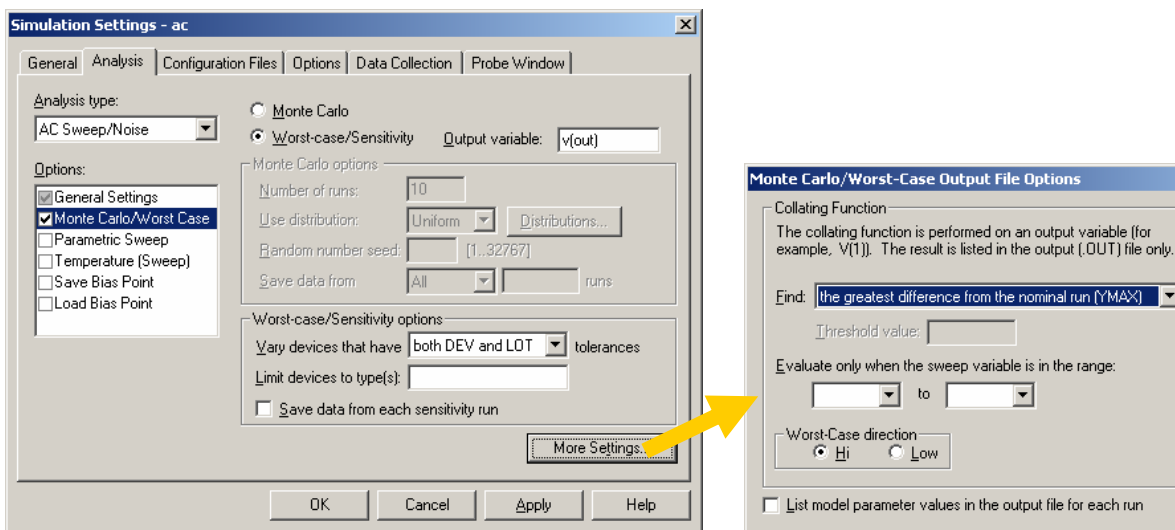 Simulation Settings - ac
General Analysis Configuration Files Options Data Collection Probe Window
Analysis type:
AC Sweep/Noise
Options:
General Settings
Monte Carlo/Worst Case
Parametric Sweep
Temperature (Sweep)
Save Bias Point
Load Bias Point
Monte Carlo
Worst-case/Sensitivity Output variable: v(out)
Monte Carlo options
Number of runs: 10
Use distribution: Uniform Distributions...
Random number seed: [1..32767]
Save data from All runs
Worst-case/Sensitivity options
Vary devices that have both DEV and LOT tolerances
Limit devices to type(s):
Save data from each sensitivity run
More Settings...
OK Cancel Apply Help
Monte Carlo/Worst-Case Output File Options
Collating Function
The collating function is performed on an output variable (for
example, V(1)). The result is listed in the output (.OUT) file only.
Find: the greatest difference from the nominal run (YMAX)
Threshold value:
Evaluate only when the sweep variable is in the range:
to
Worst-Case direction
Hi Low
List model parameter values in the output file for each run